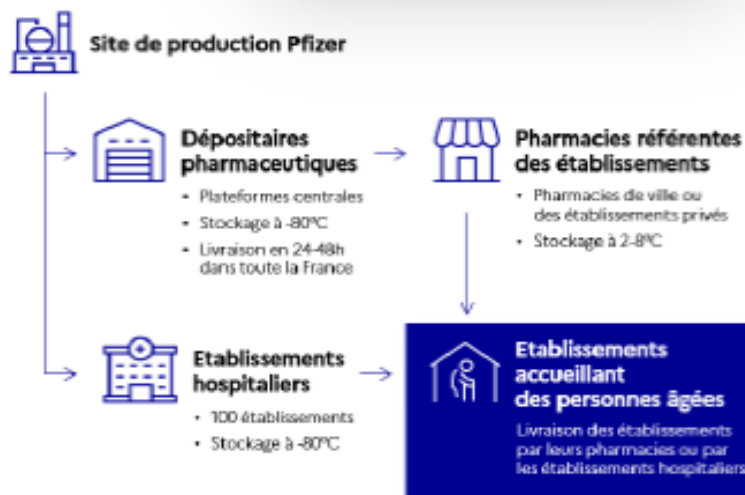 Site de production Pfizer
Dépositaires
pharmaceutiques
• Plateformes centrales
• Stockage à -80°C
• Livraison en 24-48h
dans toute la France
Pharmacies référentes
des établissements
• Pharmacies de ville ou
des établissements privés
• Stockage à 2-8°C
Etablissements
hospitaliers
• 100 établissements
• Stockage à -80°C
Etablissements
accueillant
des personnes âgées
Livraison des établissements
par leurs pharmacies ou par
les établissements hospitaliers